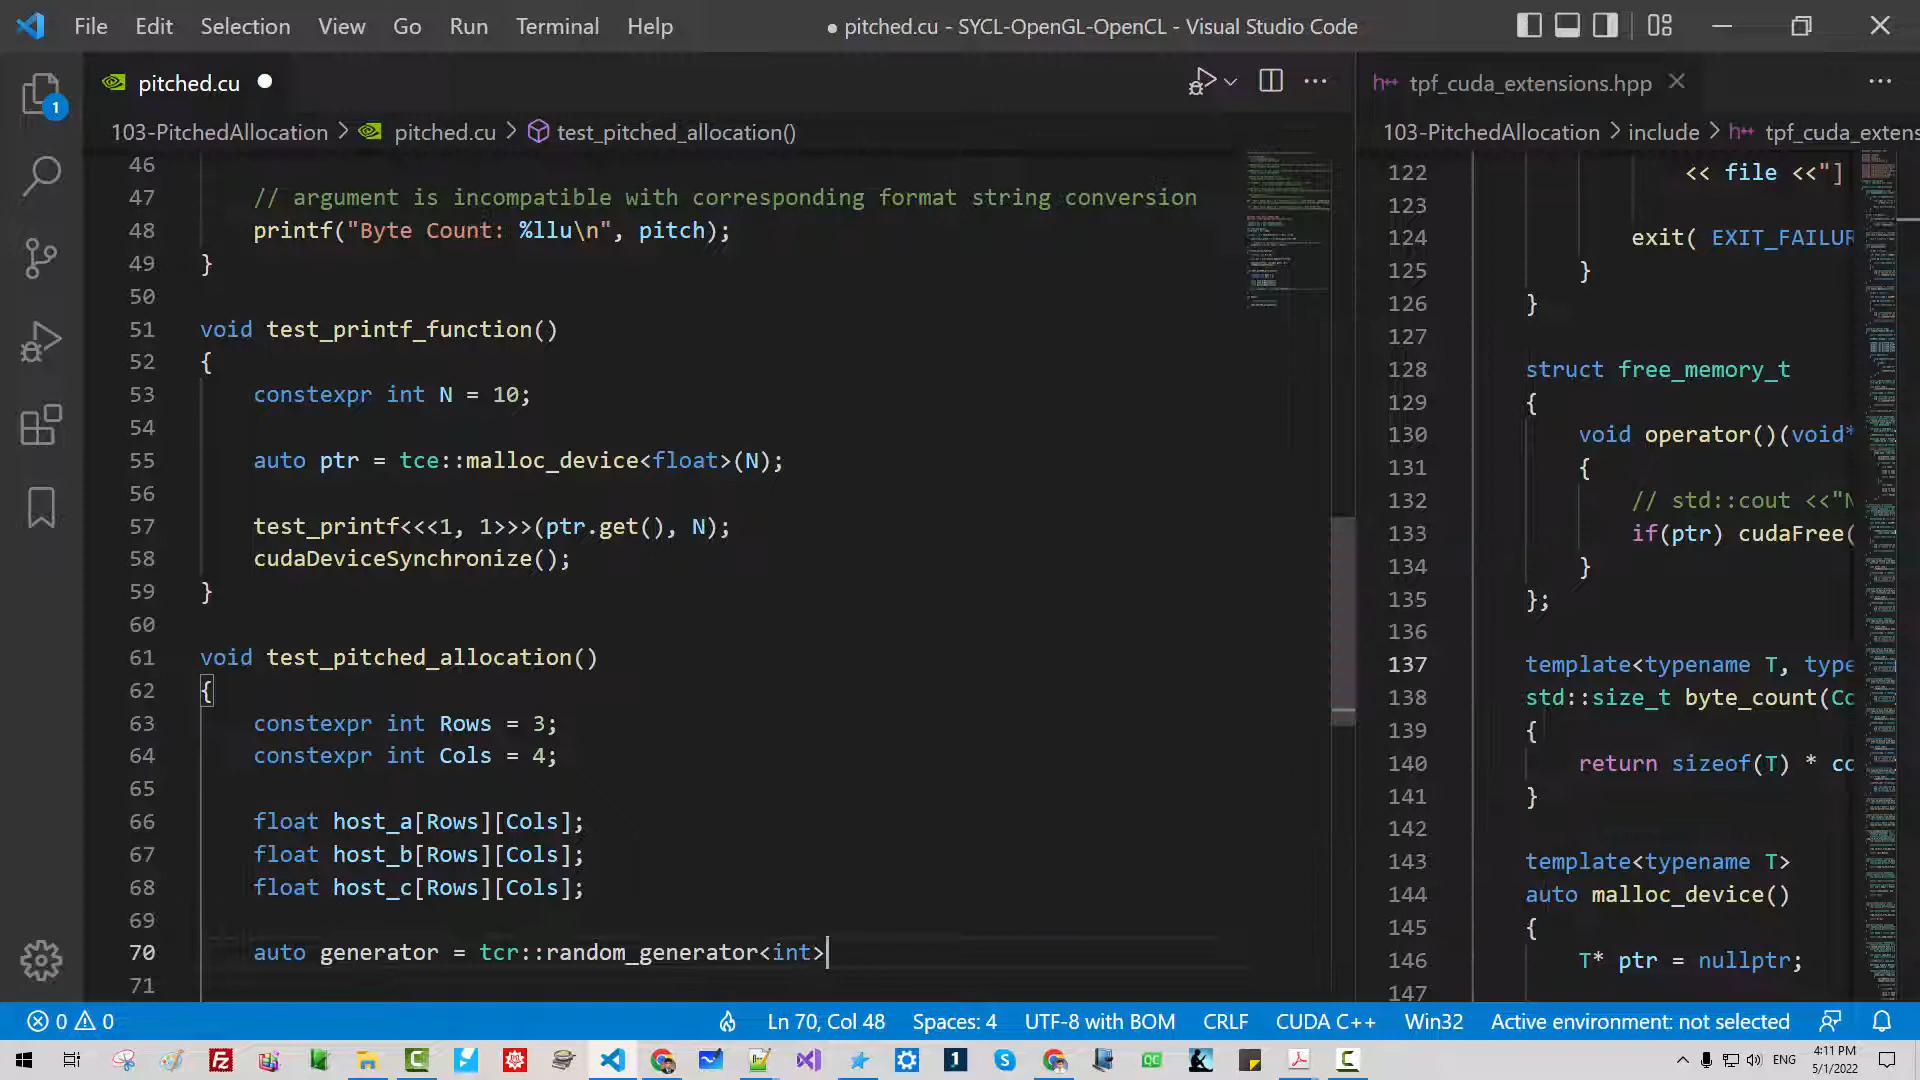 File Edit Selection View Go Run Terminal Help
● pitched.cu - SYCL-OpenGL-OpenCL - Visual Studio Code
pitched.cu
103-PitchedAllocation > pitched.cu > test_pitched_allocation()
46
47 // argument is incompatible with corresponding format string conversion
48 printf("Byte Count: %llu\n", pitch);
49 }
50
51 void test_printf_function()
52 {
53 constexpr int N = 10;
54
55 auto ptr = tce::malloc_device<float>(N);
56
57 test_printf<<<1, 1>>>(ptr.get(), N);
58 cudaDeviceSynchronize();
59 }
60
61 void test_pitched_allocation()
62 {
63 constexpr int Rows = 3;
64 constexpr int Cols = 4;
65
66 float host_a[Rows][Cols];
67 float host_b[Rows][Cols];
68 float host_c[Rows][Cols];
69
70 auto generator = tcr::random_generator<int>
71
tpf_cuda_extensions.hpp
103-PitchedAllocation > include > tpf_cuda_extens
122 << file <<"]
123
124 exit( EXIT_FAILUR
125 }
126 }
127
128 struct free_memory_t
129 {
130 void operator()(void*
131 {
132 // std::cout <<"N
133 if(ptr) cudaFree(
134 }
135 };
136
137 template<typename T, type
138 std::size_t byte_count(Co
139 {
140 return sizeof(T) * co
141 }
142
143 template<typename T>
144 auto malloc_device()
145 {
146 T* ptr = nullptr;
147
1
0 0
Ln 70, Col 48 Spaces: 4 UTF-8 with BOM CRLF CUDA C++ Win32 Active environment: not selected
ENG
4:11 PM
5/1/2022